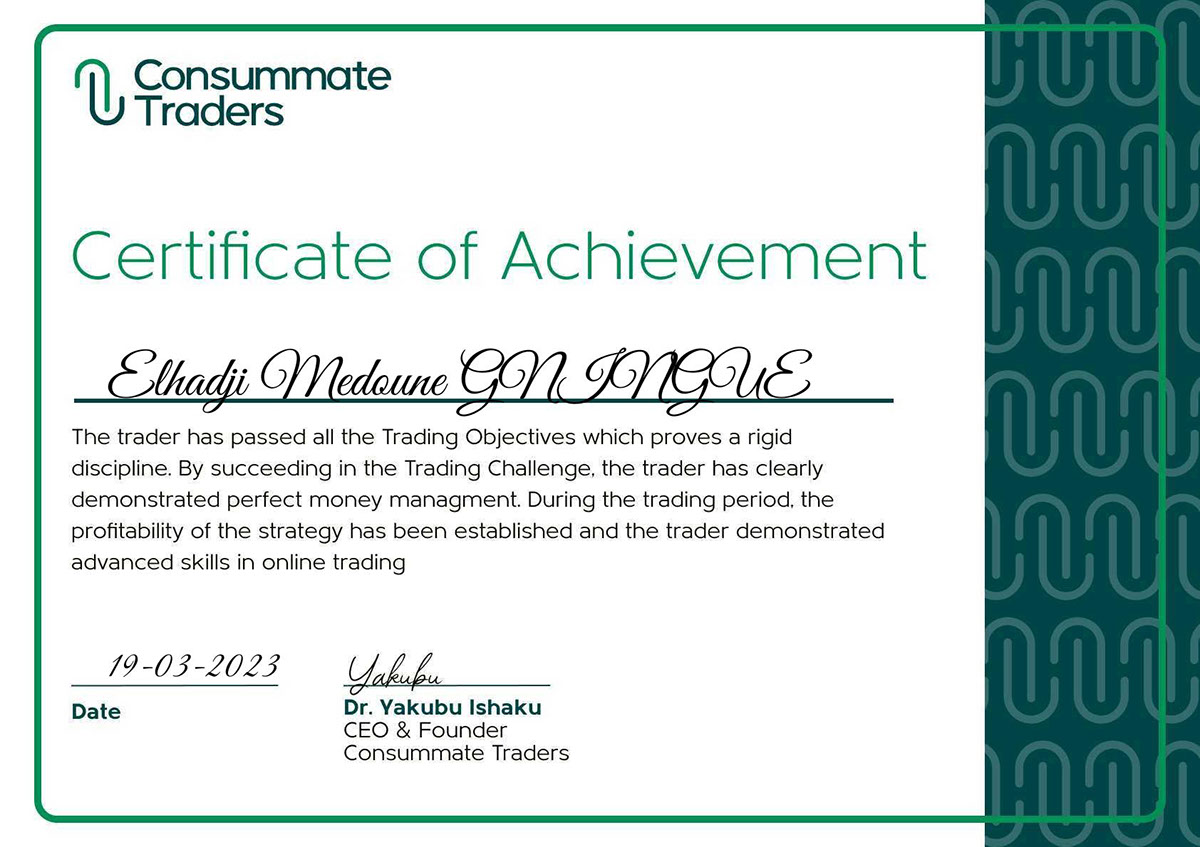 Consummate
Traders
Certificate of Achievement
Elhadji Medoune GNINGUE
The trader has passed all the Trading Objectives which proves a rigid
discipline. By succeeding in the Trading Challenge, the trader has clearly
demonstrated perfect money managment. During the trading period, the
profitability of the strategy has been established and the trader demonstrated
advanced skills in online trading
19-03-2023
Yakubu
Date
Dr. Yakubu Ishaku
CEO & Founder
Consummate Traders